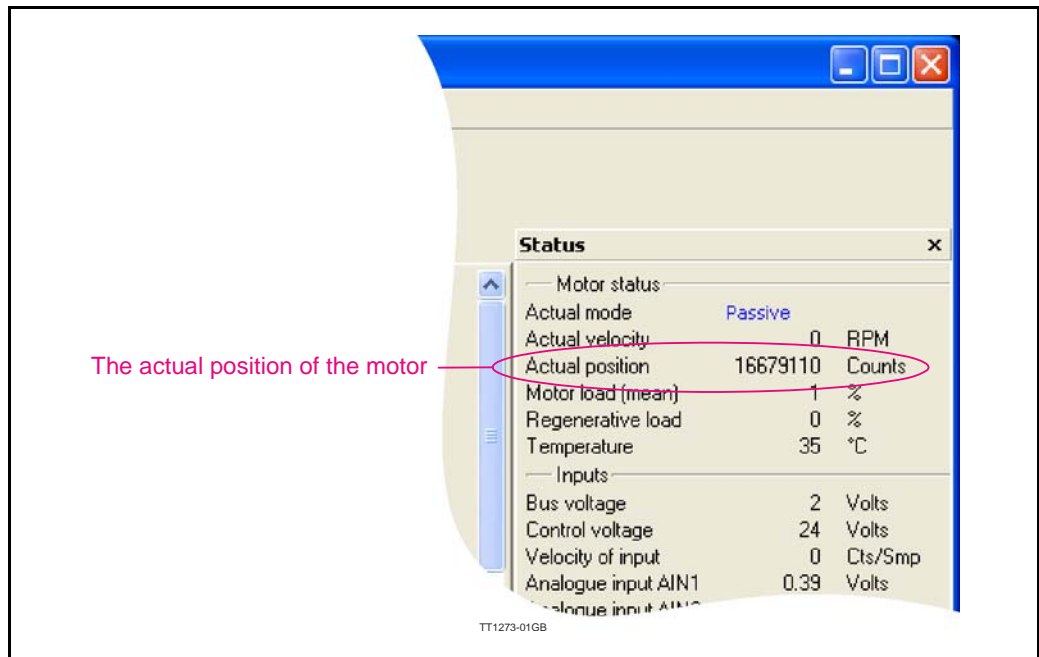 Status x
Motor status
Actual mode Passive
Actual velocity 0 RPM
The actual position of the motor
Actual position 16679110 Counts
Motor load (mean) 1 %
Regenerative load 0 %
Temperature 35 °C
Inputs
Bus voltage 2 Volts
Control voltage 24 Volts
Velocity of input 0 Cts/Smp
Analogue input AIN1 0.39 Volts
input
TT1273-01GB